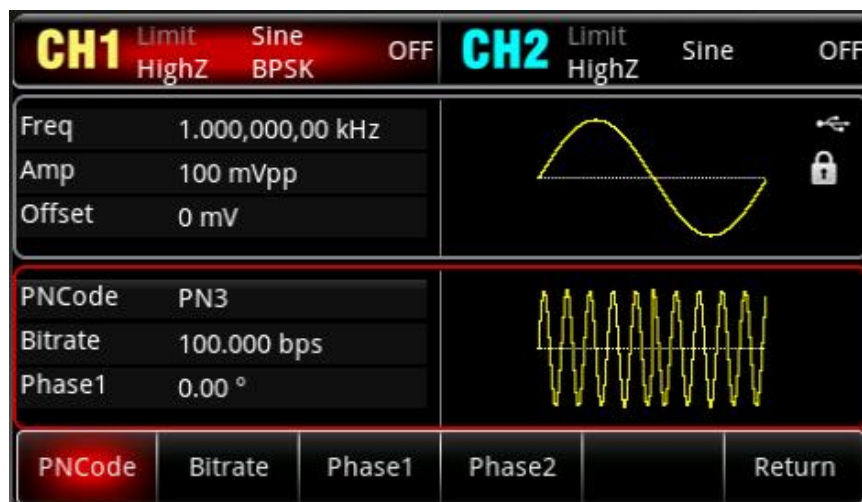 CH1 Limit Sine OFF CH2 Limit Sine OFF
HighZ BPSK HighZ
Freq 1.000,000,00 kHz
Amp 100 mVpp
Offset 0 mV
PNCode PN3
Bitrate 100.000 bps
Phase1 0.00 °
PNCode Bitrate Phase1 Phase2 Return